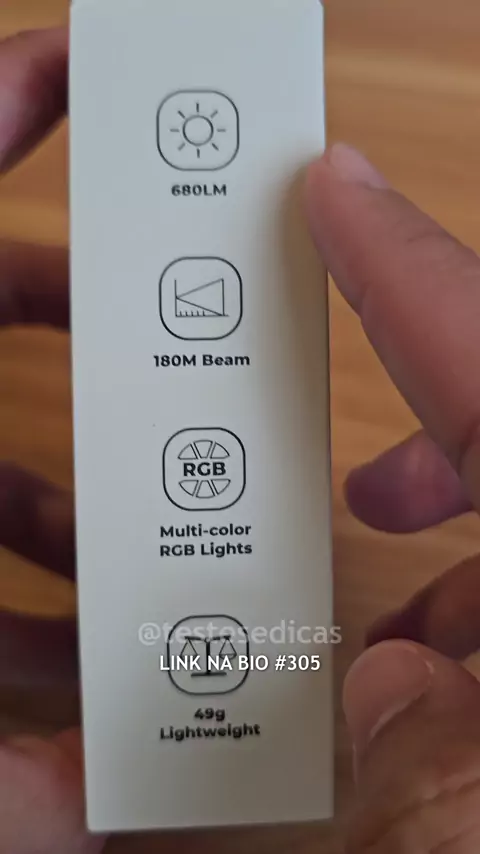 680LM
180M Beam
RGB
Multi-color
RGB Lights
@testosedicas
LINK NA BIO #305
49g
Lightweight